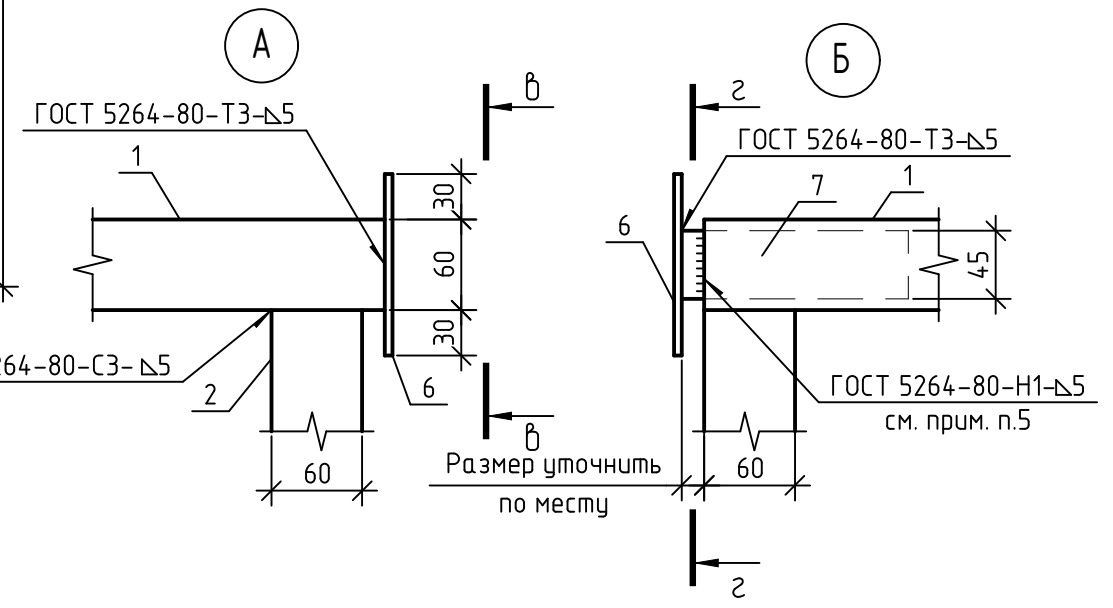 А
Б
в
г
ГОСТ 5264-80-Т3-◺5
ГОСТ 5264-80-Т3-◺5
1
7
1
30
6
60
45
30
264-80-С3-◺5
2
6
ГОСТ 5264-80-Н1-◺5
см. прим. п.5
в
60
Размер уточнить
по месту
60
г